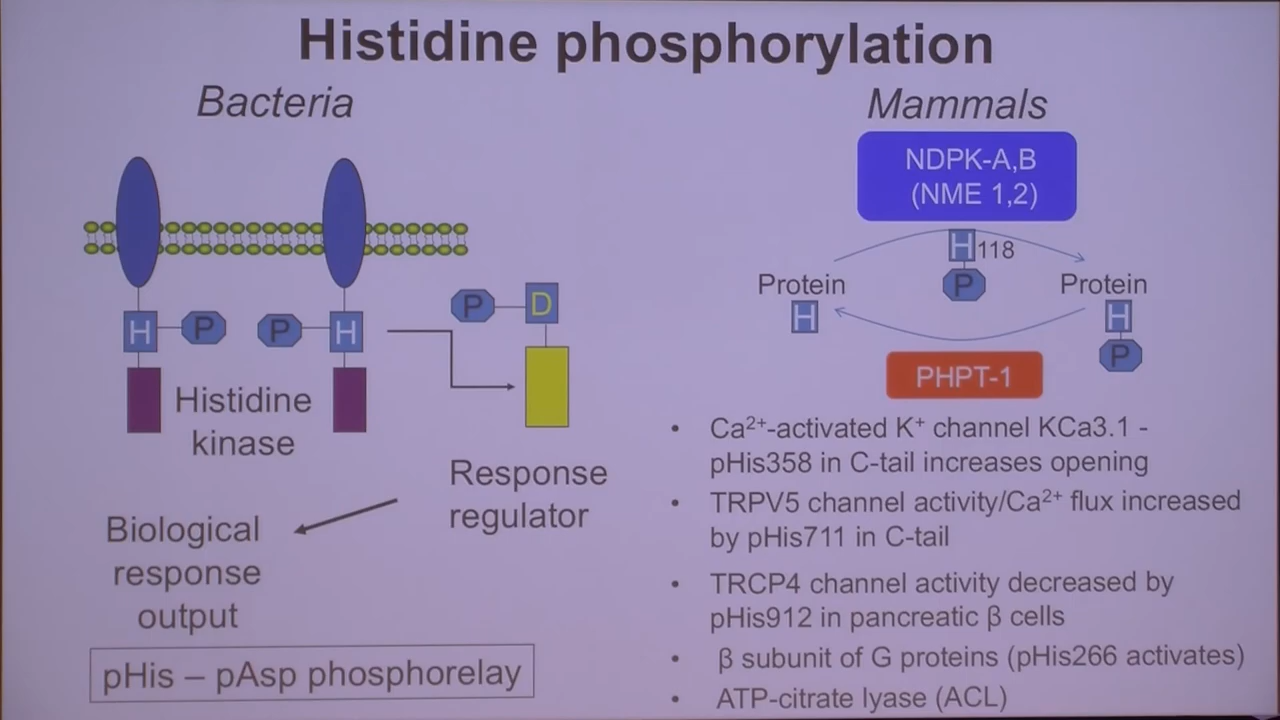 Histidine phosphorylation
Bacteria
H
P
P
H
P
D
Histidine
kinase
Response
regulator
Biological
response
output
pHis – pAsp phosphorelay
Mammals
NDPK-A,B
(NME 1,2)
H118
P
Protein
H
Protein
H
P
PHPT-1
• Ca²⁺-activated K⁺ channel KCa3.1 -
pHis358 in C-tail increases opening
• TRPV5 channel activity/Ca²⁺ flux increased
by pHis711 in C-tail
• TRCP4 channel activity decreased by
pHis912 in pancreatic β cells
• β subunit of G proteins (pHis266 activates)
• ATP-citrate lyase (ACL)